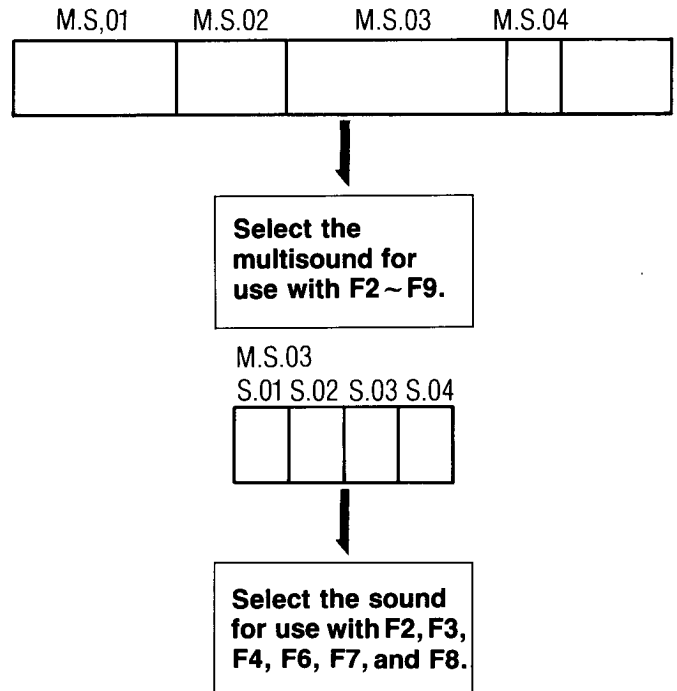 M.S,01 M.S.02 M.S.03 M.S.04
Select the
multisound for
use with F2~F9.
M.S.03
S.01 S.02 S.03 S.04
Select the sound
for use with F2, F3,
F4, F6, F7, and F8.